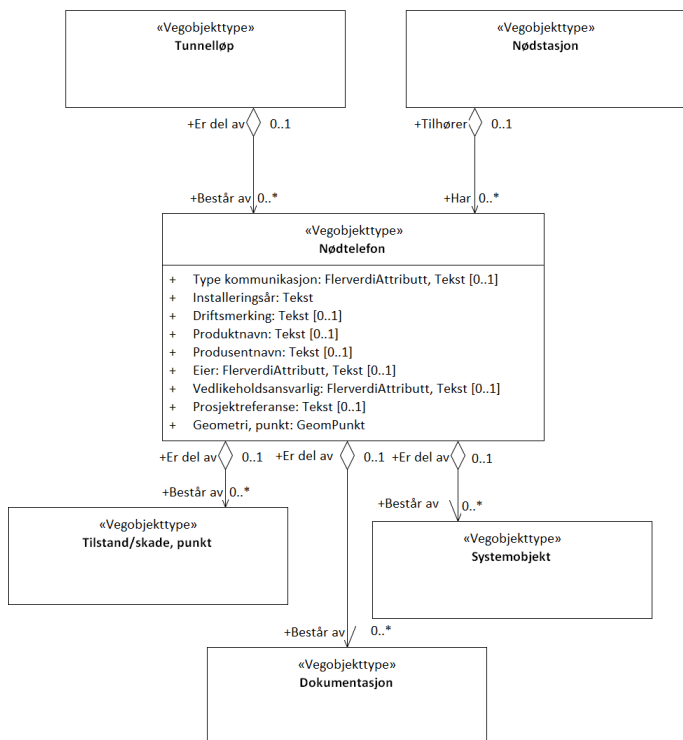 «Vegobjekttype»
Tunnelløp
«Vegobjekttype»
Nødstasjon
+Er del av 0..1
+Tilhører 0..1
+Består av 0..*
+Har 0..*
«Vegobjekttype»
Nødtelefon
+ Type kommunikasjon: FlerverdiAttributt, Tekst [0..1]
+ Installeringsår: Tekst
+ Driftsmerking: Tekst [0..1]
+ Produktnavn: Tekst [0..1]
+ Produsentnavn: Tekst [0..1]
+ Eier: FlerverdiAttributt, Tekst [0..1]
+ Vedlikeholdsansvarlig: FlerverdiAttributt, Tekst [0..1]
+ Prosjektreferanse: Tekst [0..1]
+ Geometri, punkt: GeomPunkt
+Er del av 0..1
+Er del av 0..1
+Er del av 0..1
+Består av 0..*
+Består av 0..*
«Vegobjekttype»
Tilstand/skade, punkt
«Vegobjekttype»
Systemobjekt
+Består av 0..*
«Vegobjekttype»
Dokumentasjon